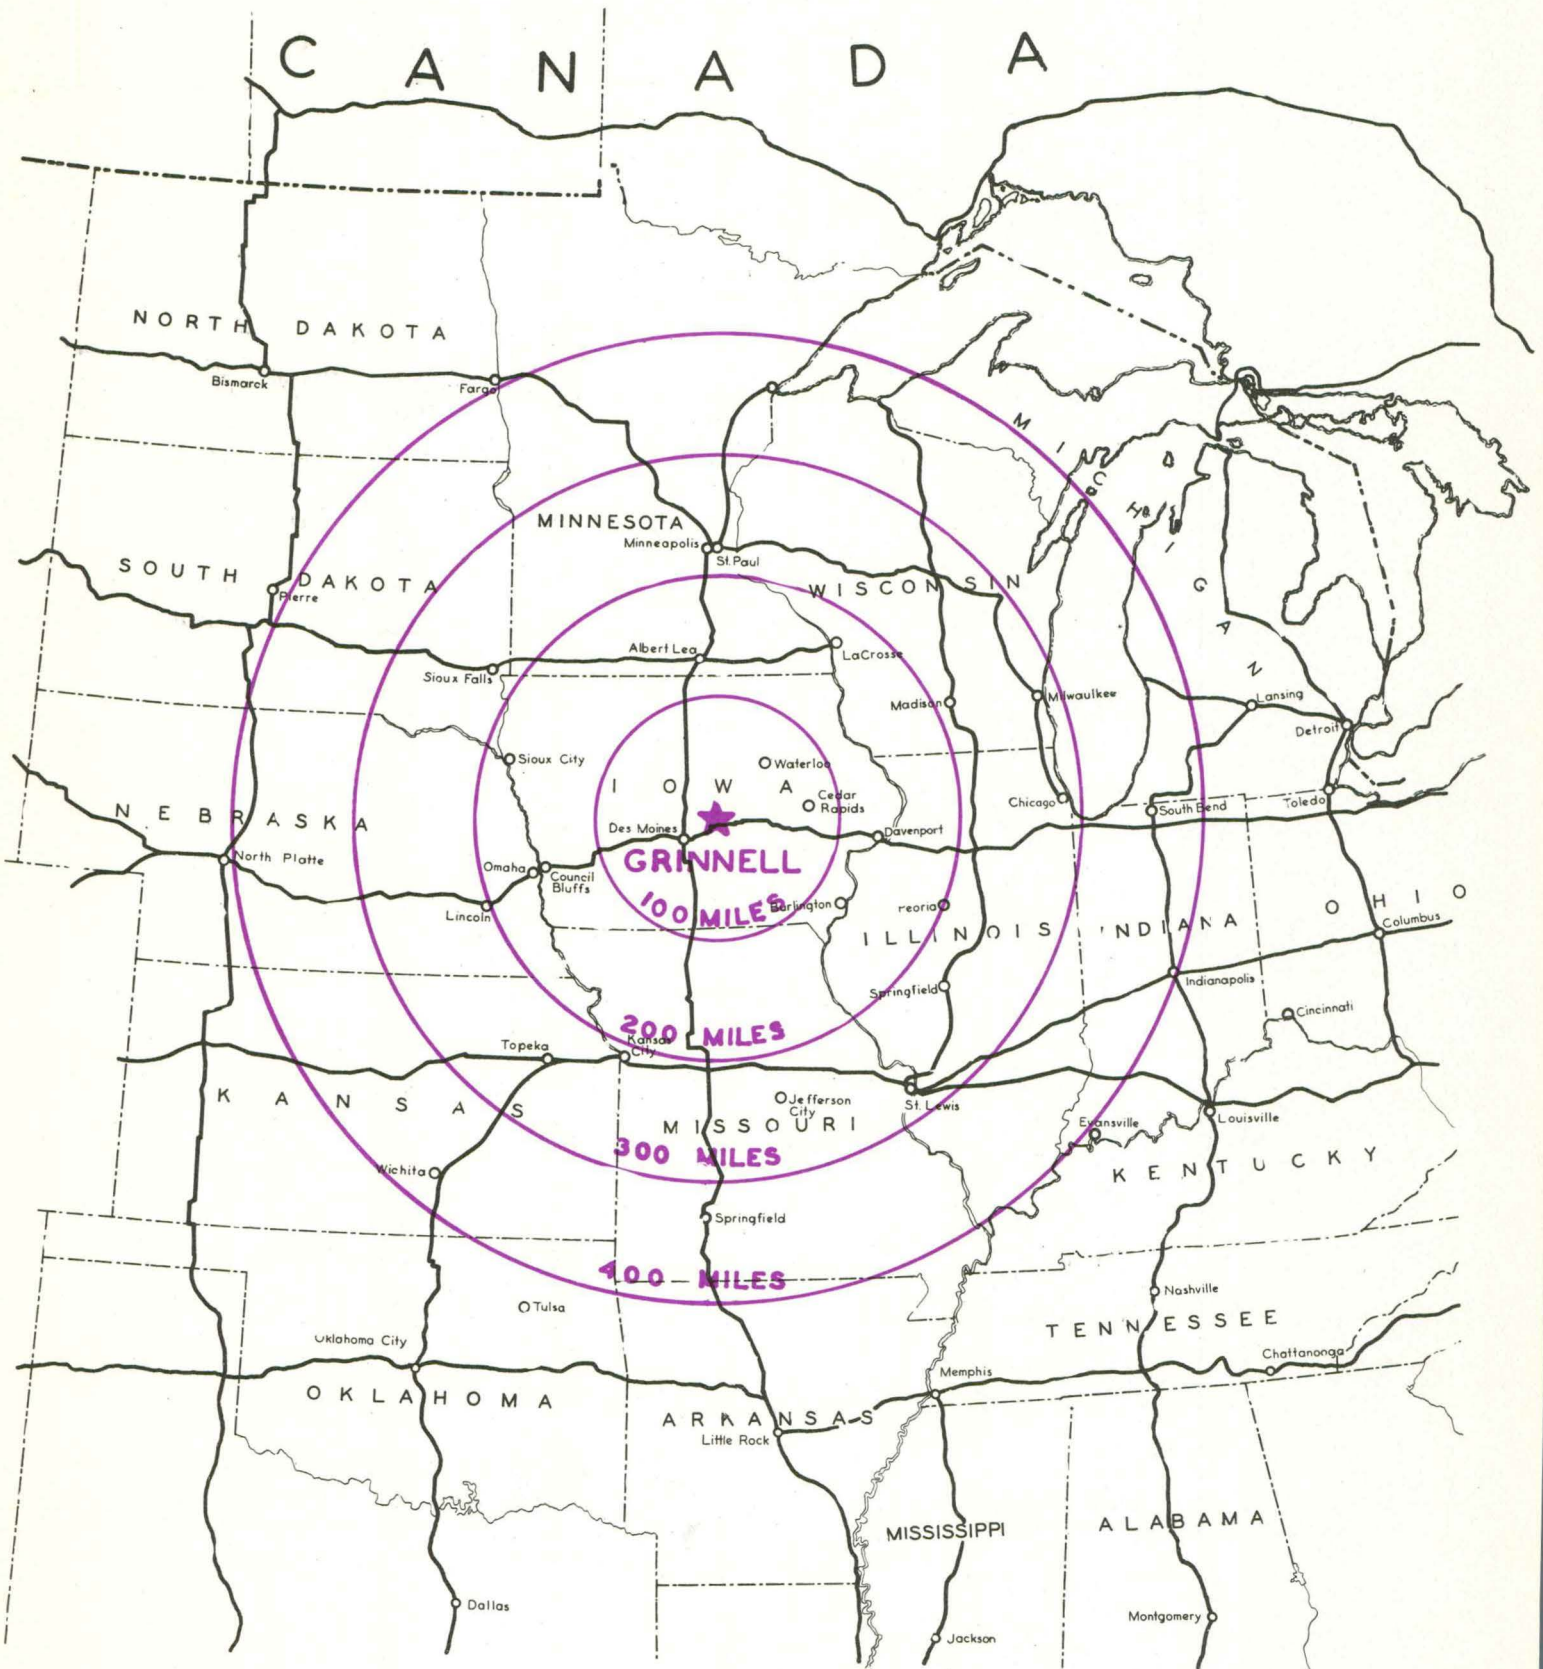 CANADA
NORTH DAKOTA
Bismarck
Fargo
MICHIGAN
MINNESOTA
Minneapolis
St. Paul
SOUTH DAKOTA
Pierre
WISCONSIN
Albert Lea
LaCrosse
Sioux Falls
Madison
Milwaukee
Lansing
Detroit
Sioux City
Waterloo
IOWA
Cedar
Rapids
Chicago
South Bend
Toledo
NEBRASKA
Des Moines
Davenport
North Platte
GRINNELL
Omaha
Council
Bluffs
100 MILES
Burlington
Lincoln
OHIO
Columbus
ILLINOIS
INDIANA
Indianapolis
Springfield
Cincinnati
200 MILES
Kansas
City
Topeka
KANSAS
Jefferson
City
St. Lewis
MISSOURI
Evansville
Louisville
300 MILES
Wichita
KENTUCKY
Springfield
400 MILES
Tulsa
Nashville
TENNESSEE
Oklahoma City
Chattanonga
OKLAHOMA
Memphis
ARKANSAS
Little Rock
MISSISSIPPI
ALABAMA
Dallas
Montgomery
Jackson